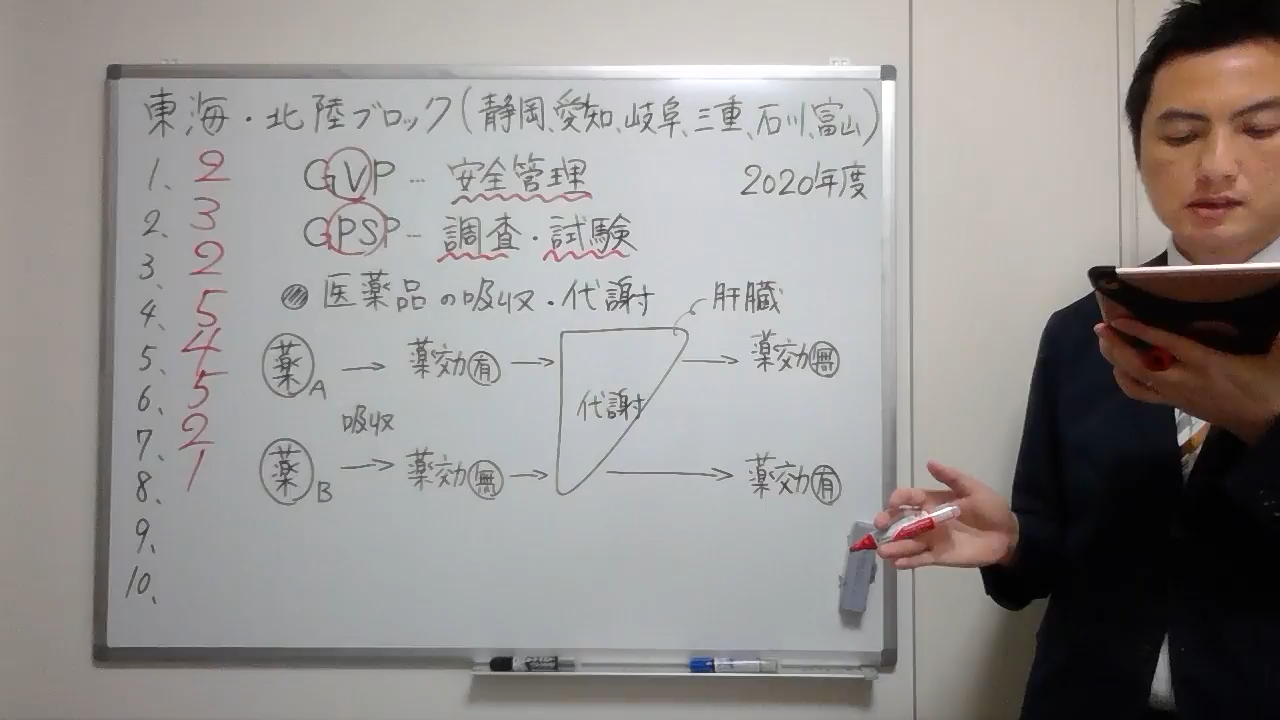 東海・北陸ブロック(静岡、愛知、岐阜、三重、石川、富山)
2020年度
1、2
2、3
3、2
4、5
5、4
6、5
7、2
8、1
9、
10、
GVP … 安全管理
GPSP … 調査・試験
医薬品の吸収・代謝
肝臓
薬A → 薬効有 → 代謝 → 薬効無
吸収
薬B → 薬効無 → → 薬効有